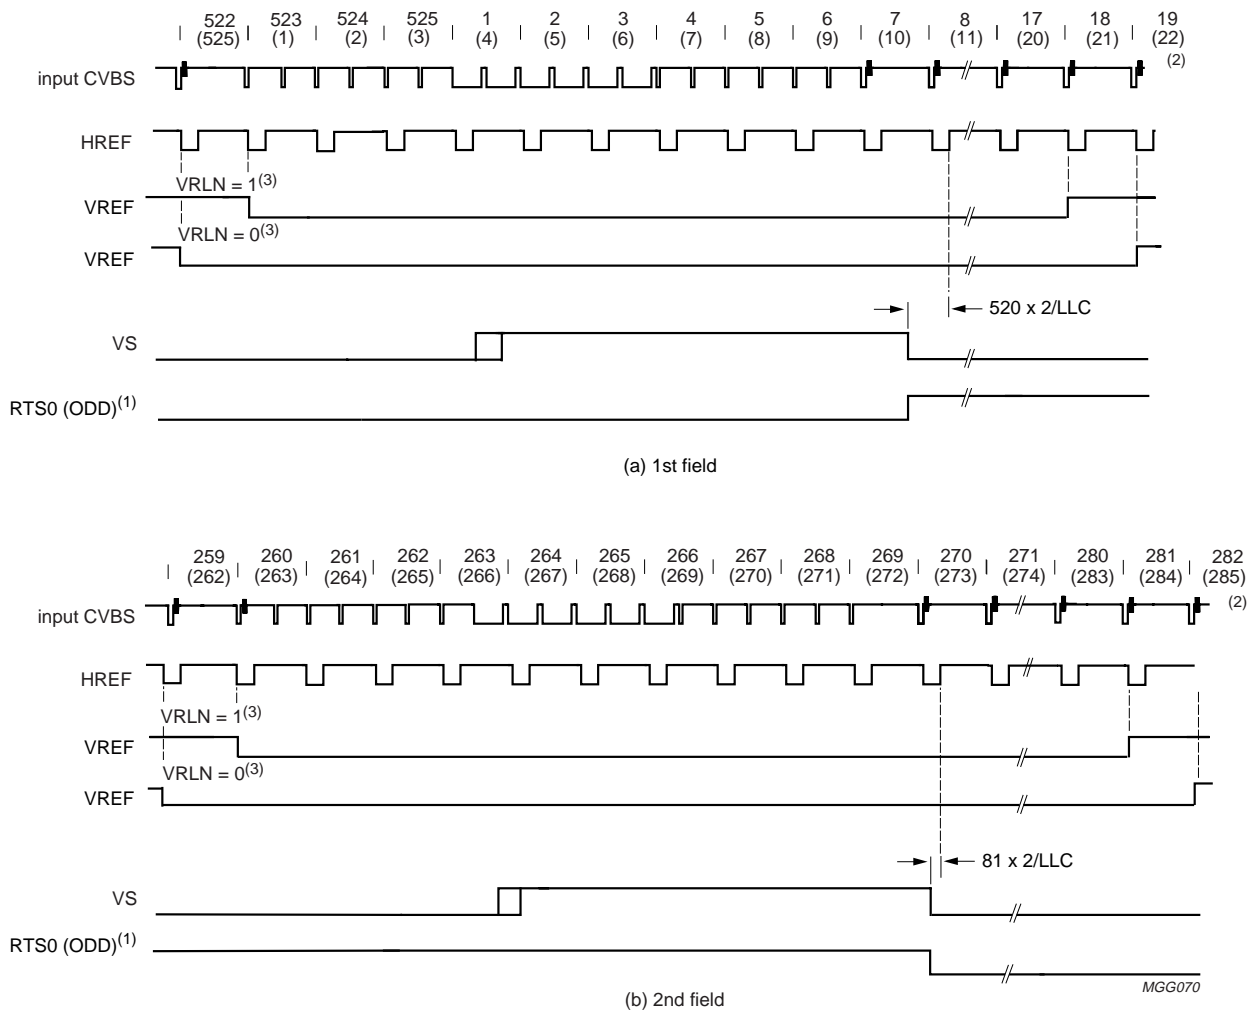 522 523 524 525 1 2 3 4 5 6 7 8 17 18 19
(525) (1) (2) (3) (4) (5) (6) (7) (8) (9) (10) (11) (20) (21) (22)
input CVBS (2)
HREF
VRLN = 1(3)
VREF
VRLN = 0(3)
VREF
520 x 2/LLC
VS
RTS0 (ODD)(1)
(a) 1st field
259 260 261 262 263 264 265 266 267 268 269 270 271 280 281 282
(262) (263) (264) (265) (266) (267) (268) (269) (270) (271) (272) (273) (274) (283) (284) (285)
input CVBS (2)
HREF
VRLN = 1(3)
VREF
VRLN = 0(3)
VREF
81 x 2/LLC
VS
RTS0 (ODD)(1)
MGG070
(b) 2nd field